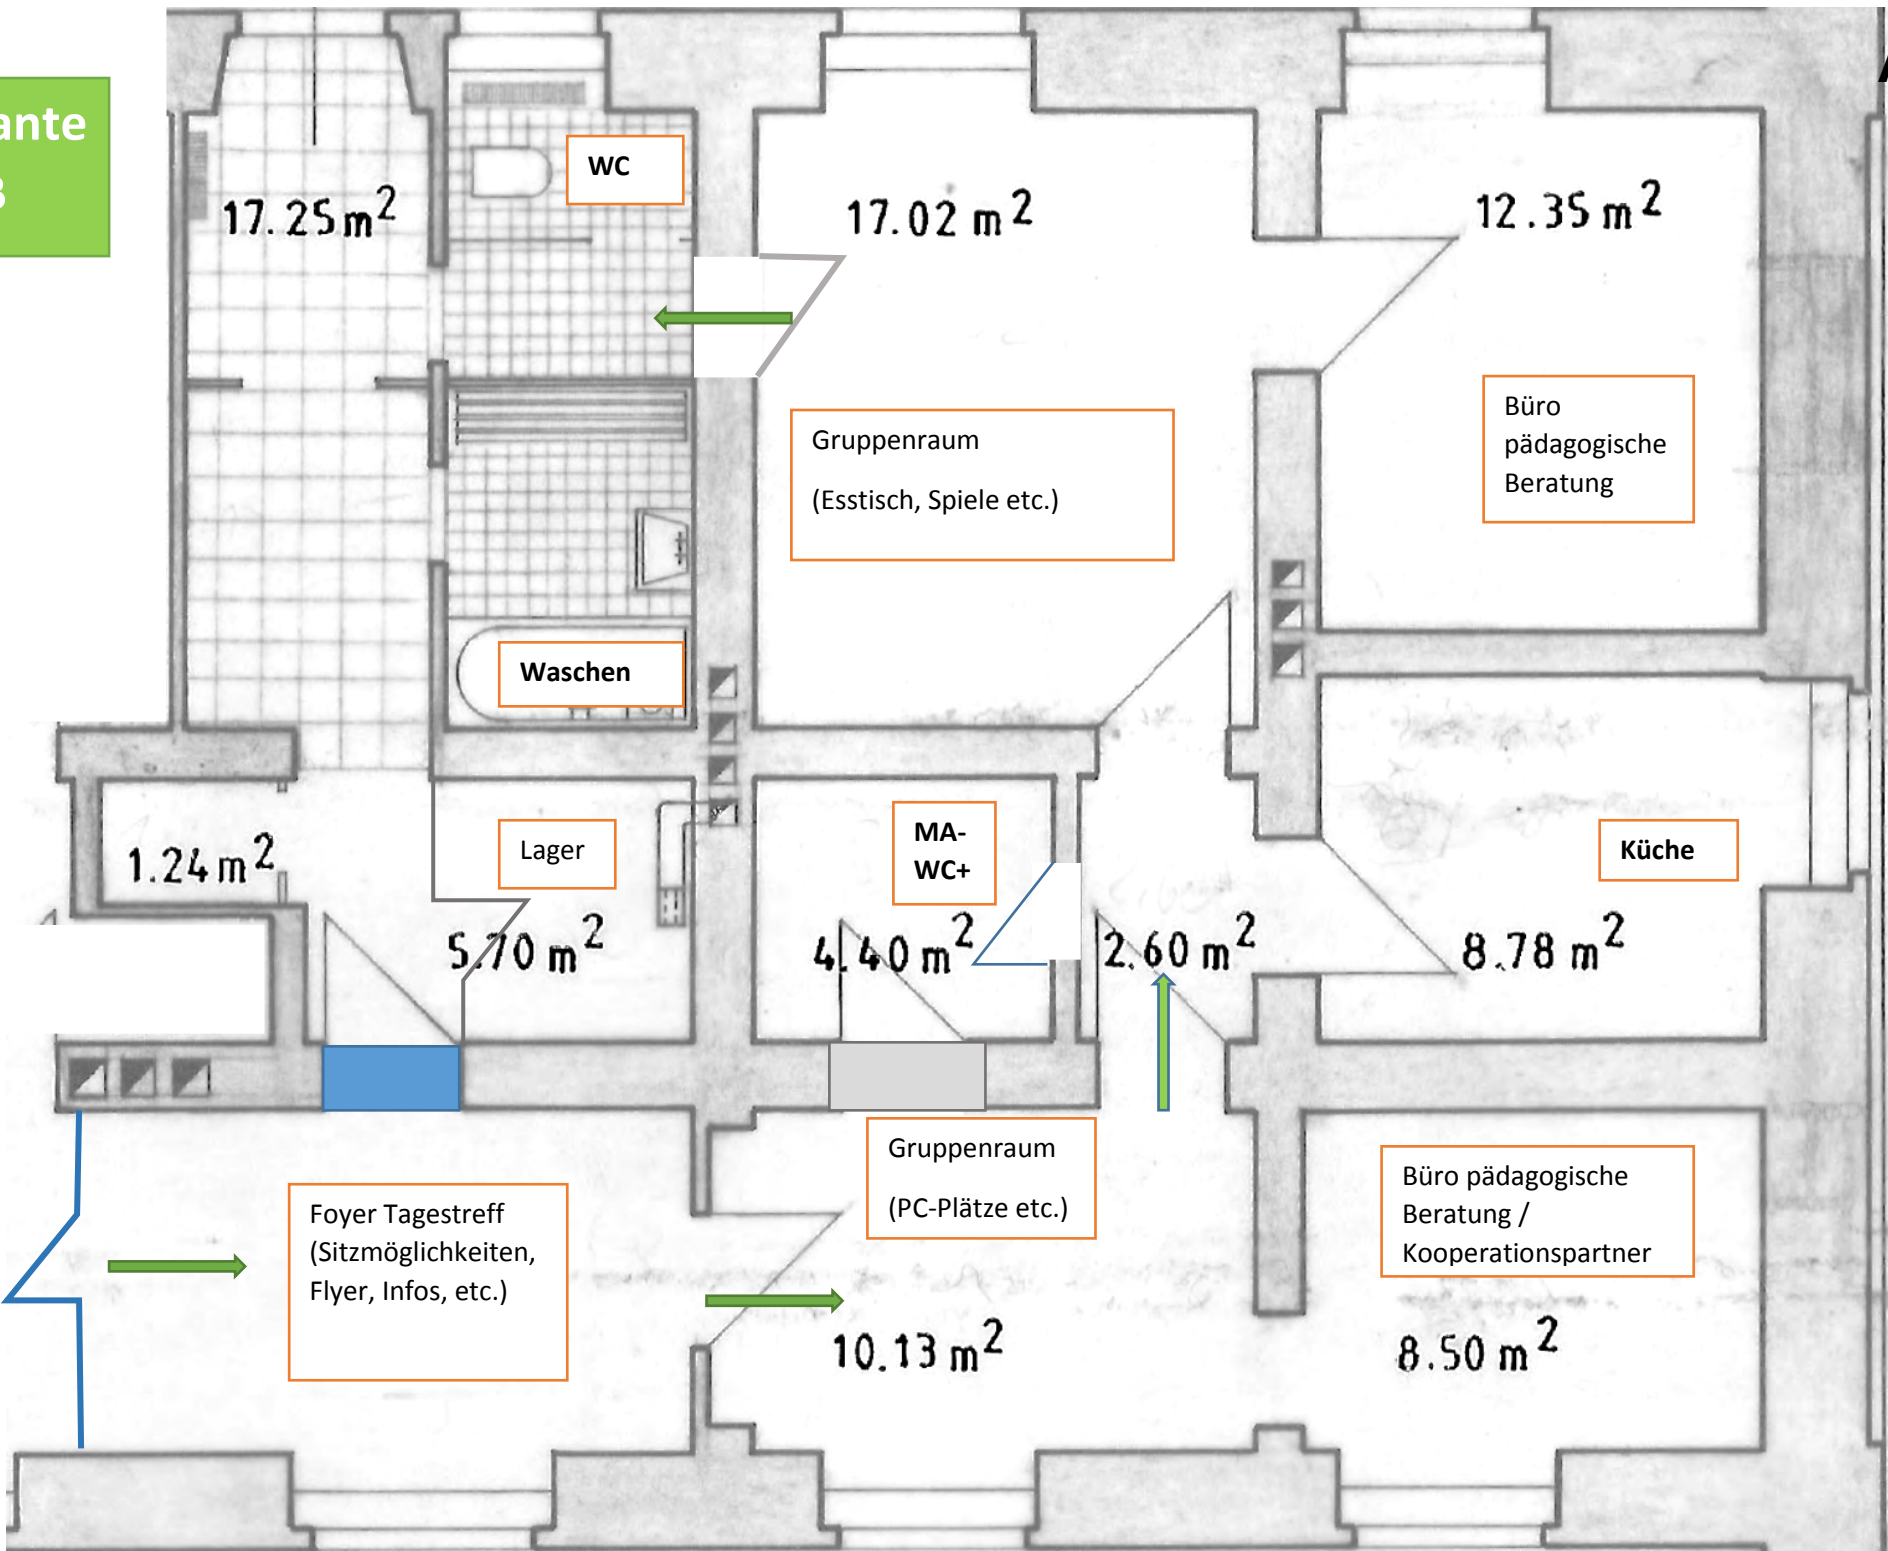 ante
WC
17.25 m²
17.02 m²
12.35 m²
Gruppenraum
(Esstisch, Spiele etc.)
Büro
pädagogische
Beratung
Waschen
Lager
MA-
WC+
Küche
1.24 m²
5.70 m²
4.40 m²
2.60 m²
8.78 m²
Gruppenraum
(PC-Plätze etc.)
Büro pädagogische
Beratung /
Kooperationspartner
Foyer Tagestreff
(Sitzmöglichkeiten,
Flyer, Infos, etc.)
10.13 m²
8.50 m²